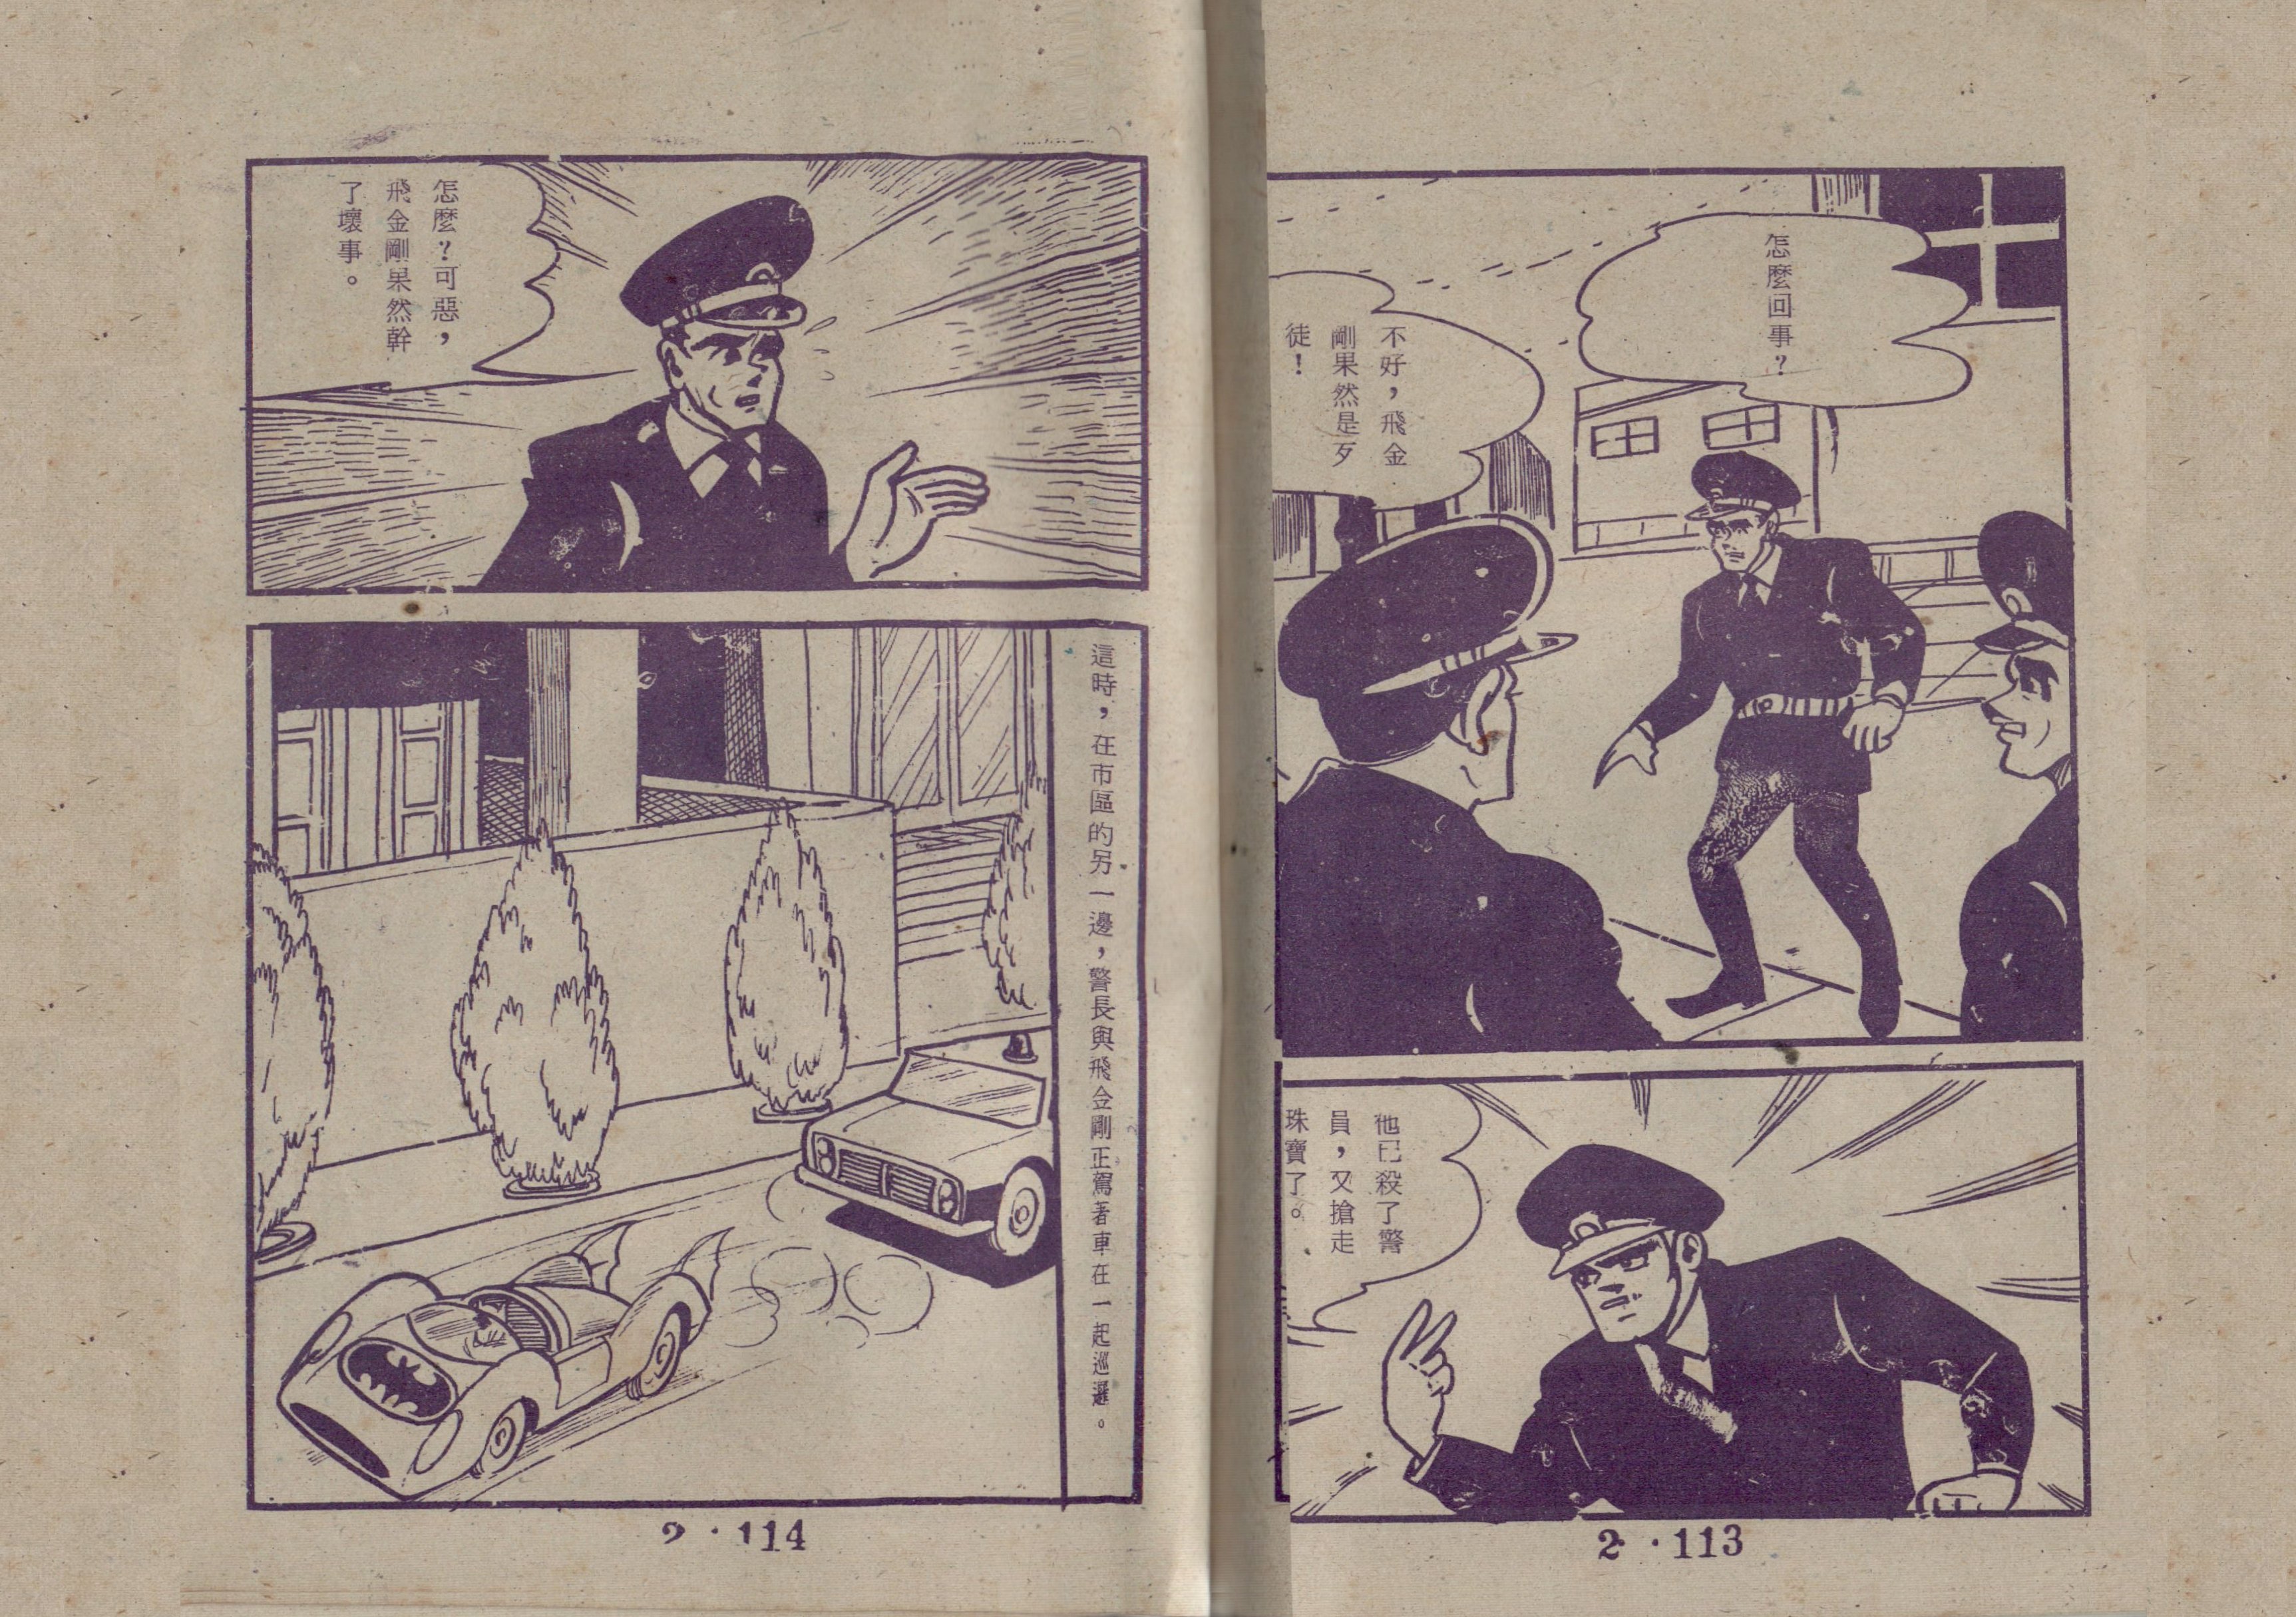 怎麼回事？
不好，飛金
剛果然是歹
徒！
他已殺了警
員，又搶走
珠寶了。
2·113
怎麼？可惡，
飛金剛果然幹
了壞事。
這時，在市區的另一邊，警長與飛金剛正駕著車在一起巡邏。
2·114